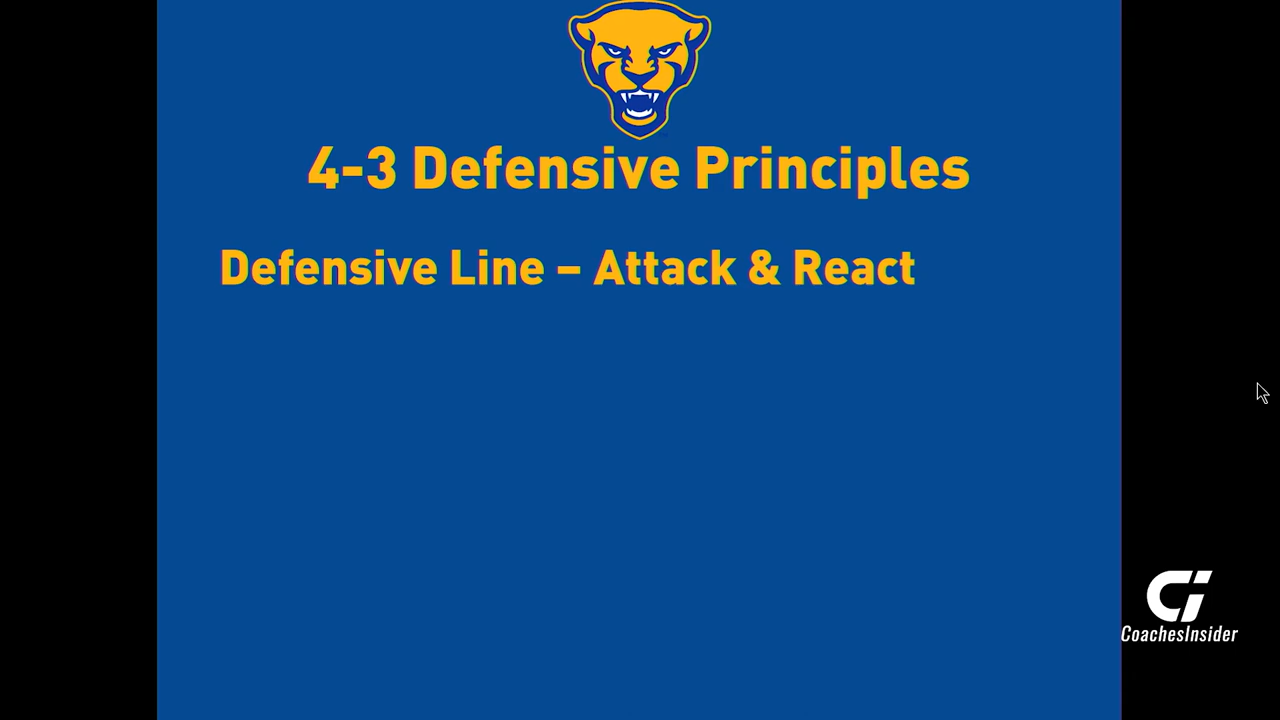 4-3 Defensive Principles
Defensive Line – Attack & React
CoachesInsider